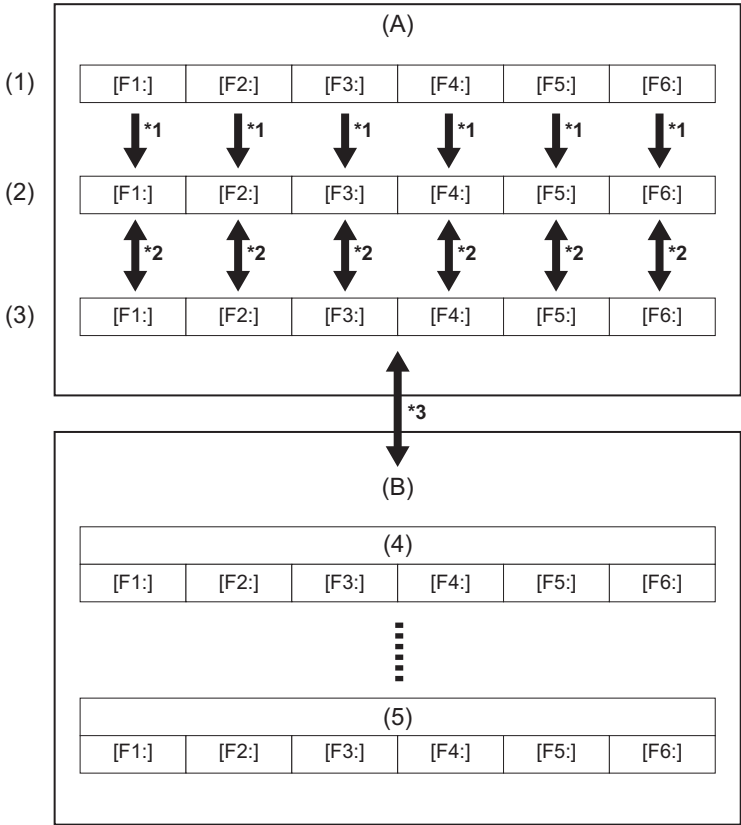 (A)
(1) [F1:] [F2:] [F3:] [F4:] [F5:] [F6:]
*1 *1 *1 *1 *1 *1
(2) [F1:] [F2:] [F3:] [F4:] [F5:] [F6:]
*2 *2 *2 *2 *2 *2
(3) [F1:] [F2:] [F3:] [F4:] [F5:] [F6:]
*3
(B)
(4)
[F1:] [F2:] [F3:] [F4:] [F5:] [F6:]
(5)
[F1:] [F2:] [F3:] [F4:] [F5:] [F6:]